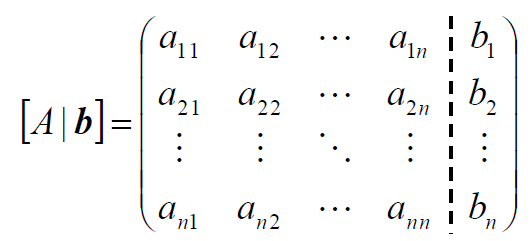 a₁₁ a₁₂ ⋯ a₁ₙ | b₁
a₂₁ a₂₂ ⋯ a₂ₙ | b₂
[A | b] =
⋮ ⋮ ⋱ ⋮ | ⋮
aₙ₁ aₙ₂ ⋯ aₙₙ | bₙ